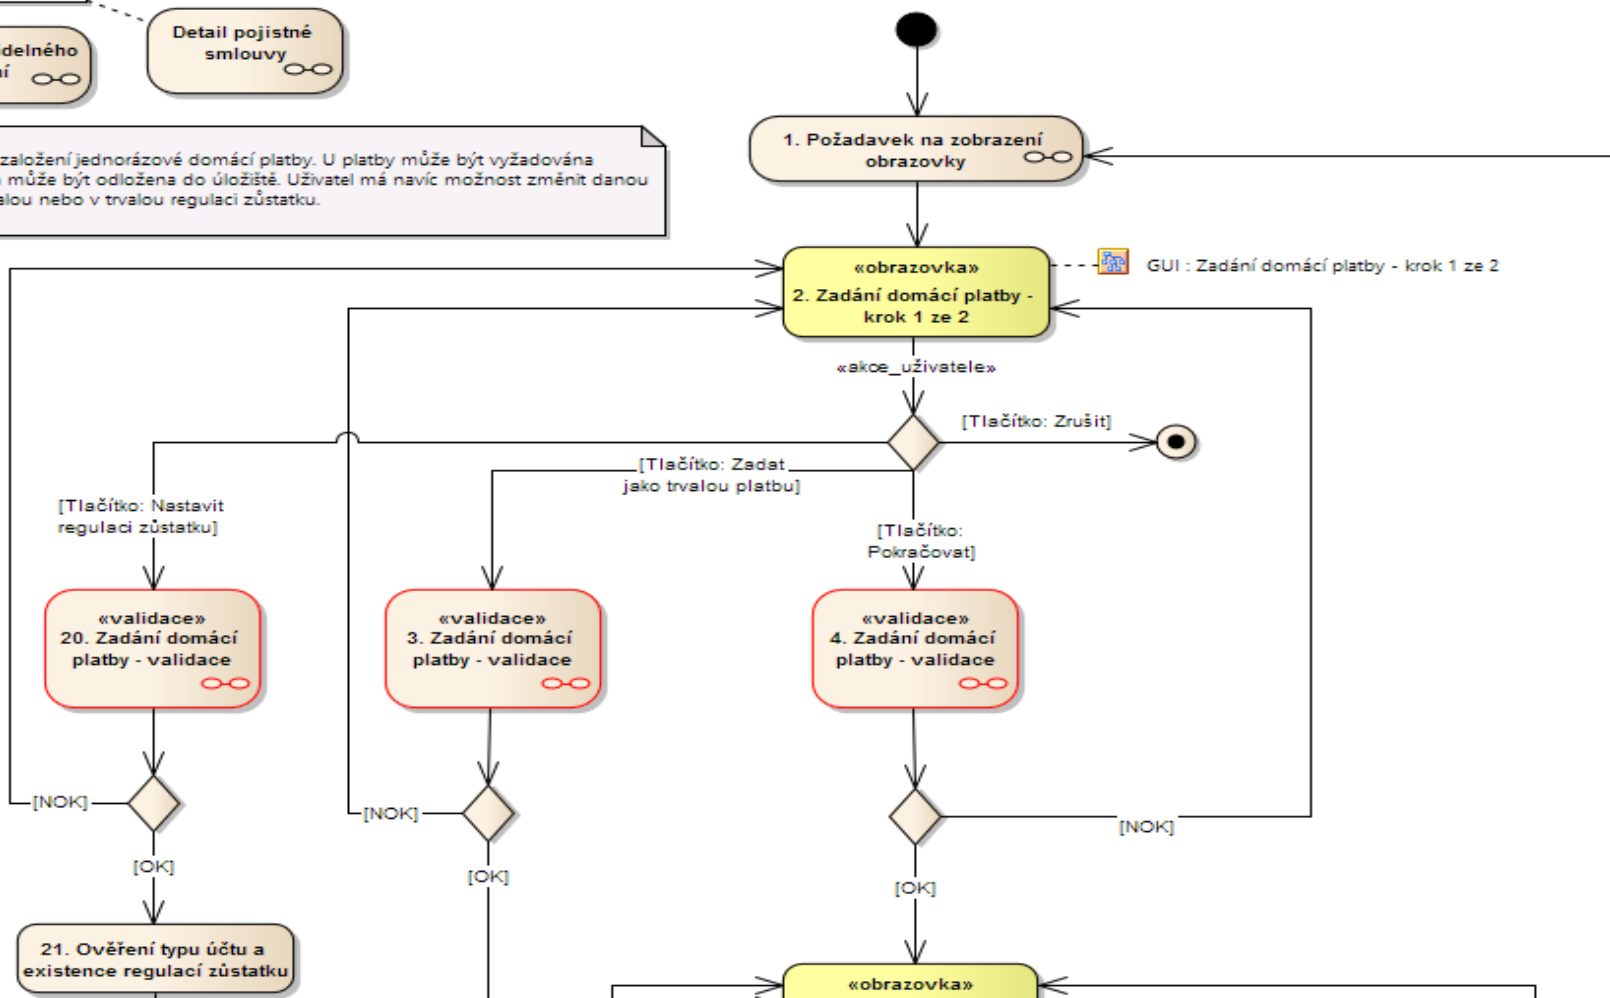 Detail pojistné
smlouvy
založení jednorázové domácí platby. U platby může být vyžadována
může být odložena do úložiště. Uživatel má navíc možnost změnit danou
nebo v trvalou regulaci zůstatku.
1. Požadavek na zobrazení
obrazovky
«obrazovka»
2. Zadání domácí platby -
krok 1 ze 2
GUI : Zadání domácí platby - krok 1 ze 2
«akce_uživatele»
[Tlačítko: Zrušit]
[Tlačítko: Zadat
jako trvalou platbu]
[Tlačítko: Nastavit
regulaci zůstatku]
[Tlačítko:
Pokračovat]
«validace»
20. Zadání domácí
platby - validace
«validace»
3. Zadání domácí
platby - validace
«validace»
4. Zadání domácí
platby - validace
[NOK]
[NOK]
[NOK]
[OK]
[OK]
[OK]
21. Ověření typu účtu a
existence regulací zůstatku
«obrazovka»